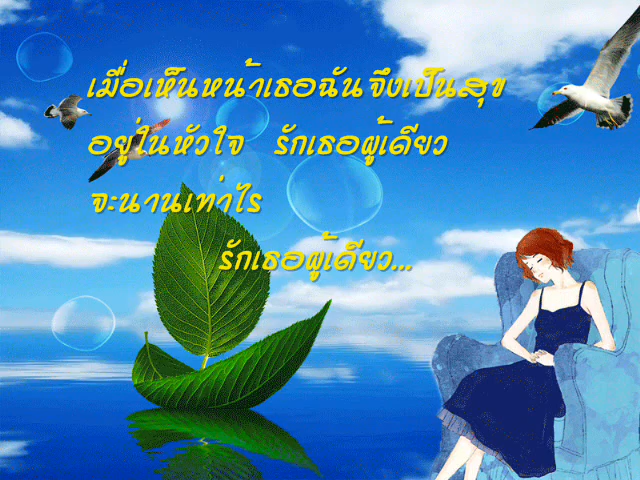 เมื่อเห็นหน้าเธอฉันจึงเป็นสุข
อยู่ในหัวใจ รักเธอผู้เดียว
จะนานเท่าไร
รักเธอผู้เดียว...